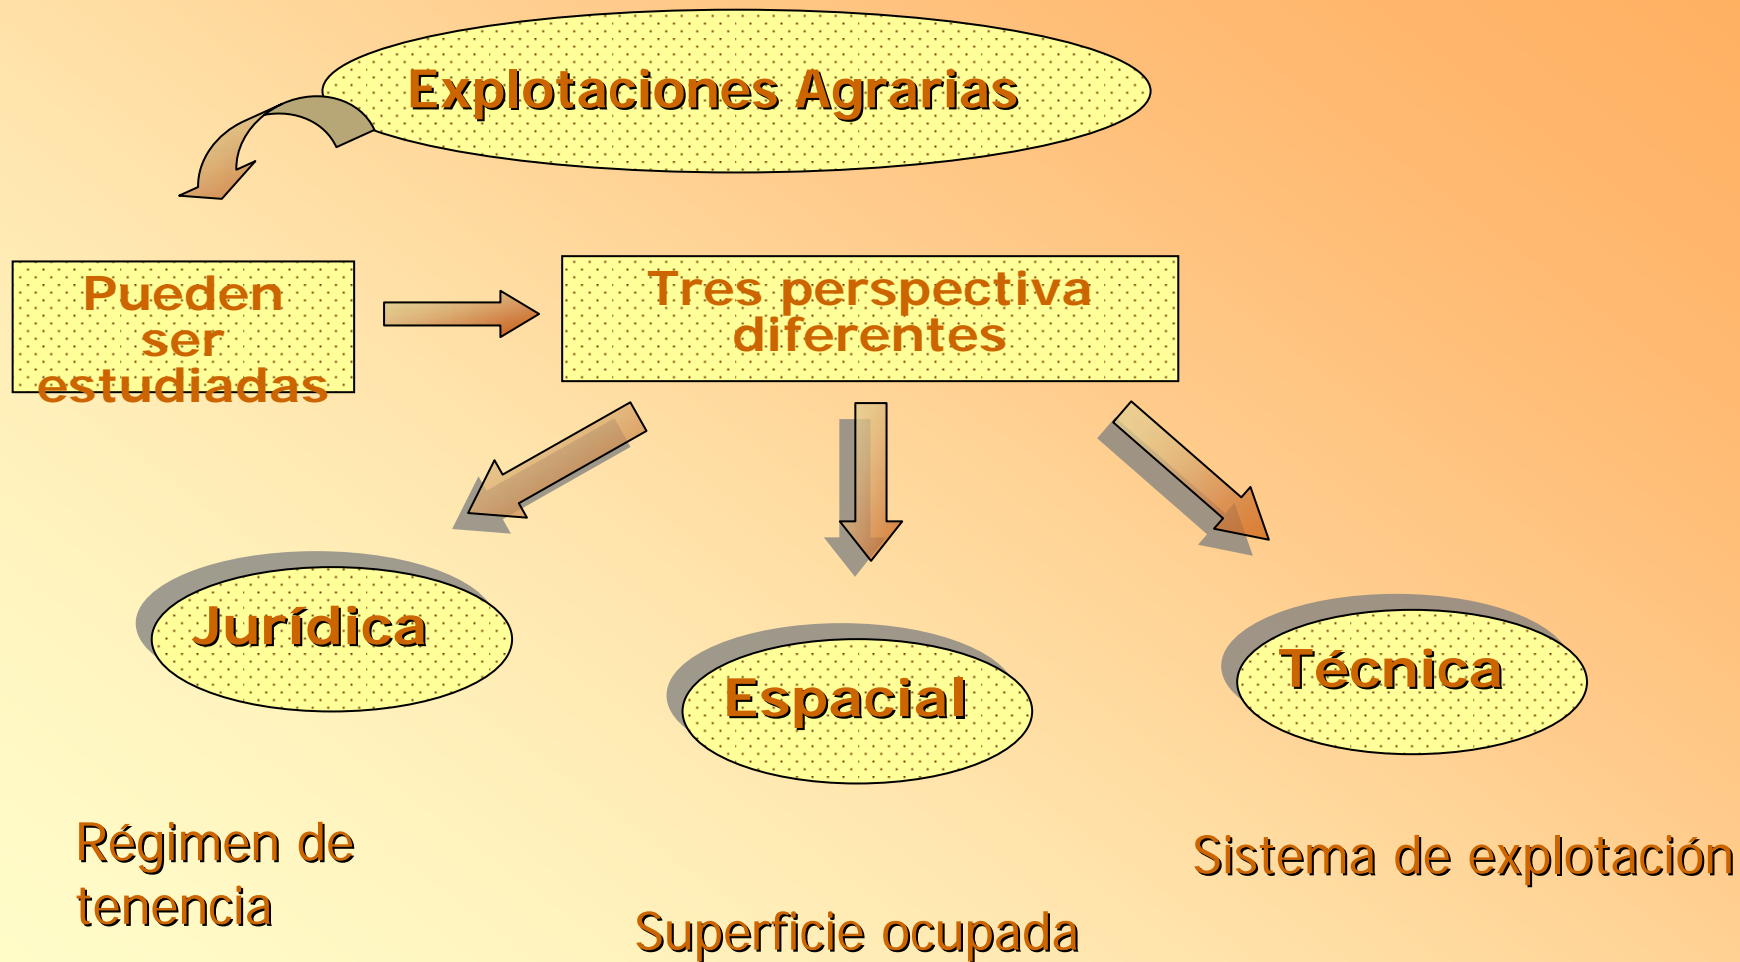 Explotaciones Agrarias
Pueden
ser
estudiadas
Tres perspectiva
diferentes
Jurídica
Espacial
Técnica
Régimen de
tenencia
Superficie ocupada
Sistema de explotación